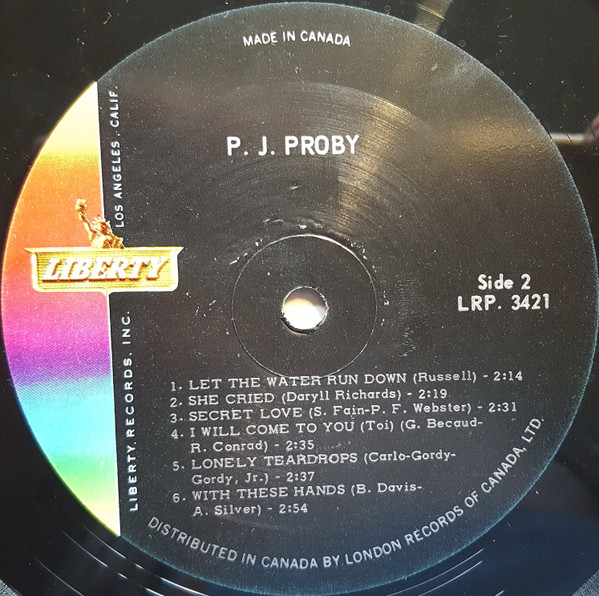 MADE IN CANADA
P. J. PROBY
LOS ANGELES . CALIF.
LIBERTY
LIBERTY RECORDS, INC.
Side 2
LRP. 3421
1. LET THE WATER RUN DOWN (Russell) - 2:14
2. SHE CRIED (Daryll Richards) - 2:19
3. SECRET LOVE (S. Fain-P. F. Webster) - 2:31
4. I WILL COME TO YOU (Toi) (G. Becaud-
R. Conrad) - 2:35
5. LONELY TEARDROPS (Carlo-Gordy-
Gordy, Jr.) - 2:37
6. WITH THESE HANDS (B. Davis-
A. Silver) - 2:54
DISTRIBUTED IN CANADA BY LONDON RECORDS OF CANADA, LTD.